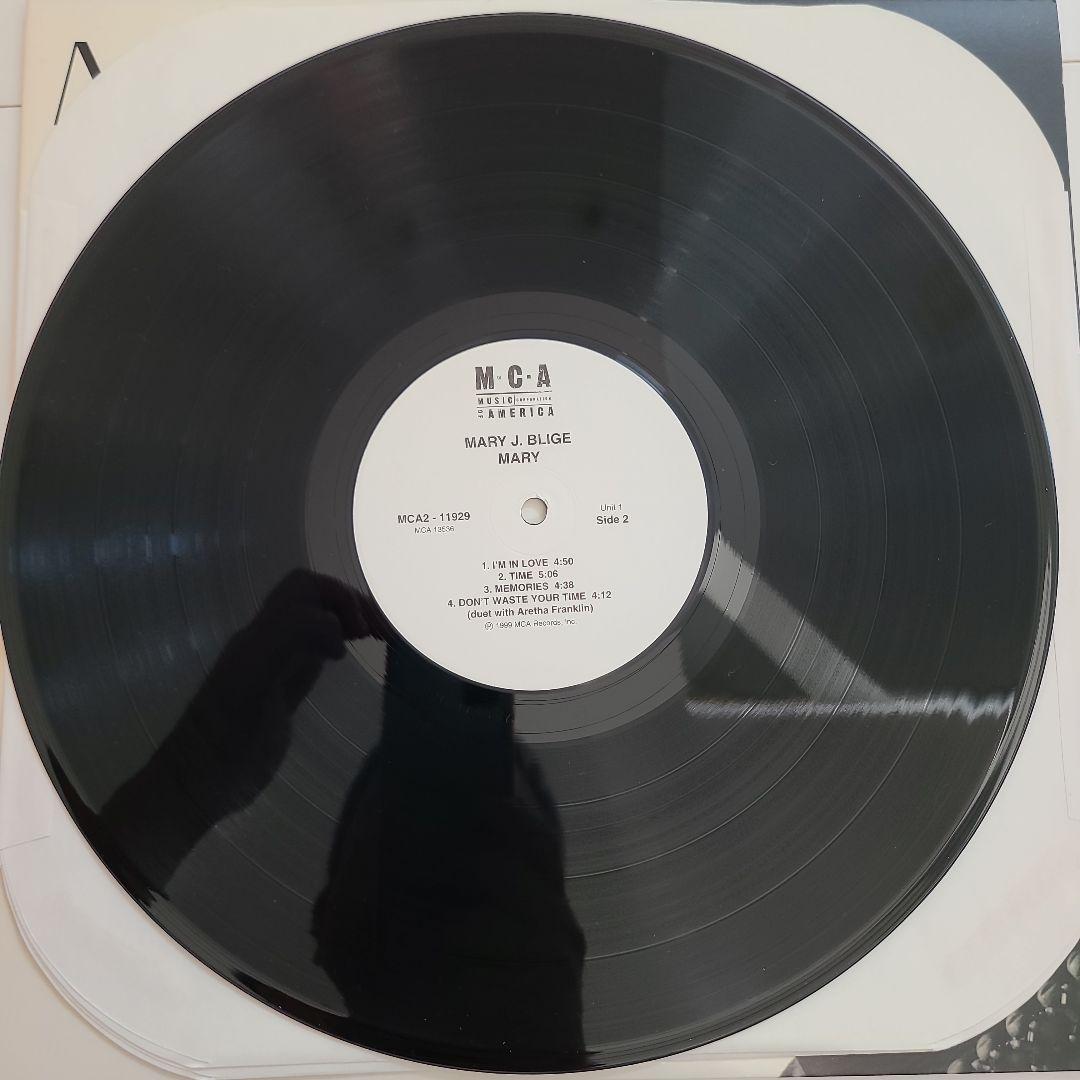 M·C·A
MUSIC CORPORATION
OF AMERICA
MARY J. BLIGE
MARY
MCA2 - 11929
MCA 13536
Unit 1
Side 2
1. I'M IN LOVE 4:50
2. TIME 5:06
3. MEMORIES 4:38
4. DON'T WASTE YOUR TIME 4:12
(duet with Aretha Franklin)
℗ 1999 MCA Records, Inc.